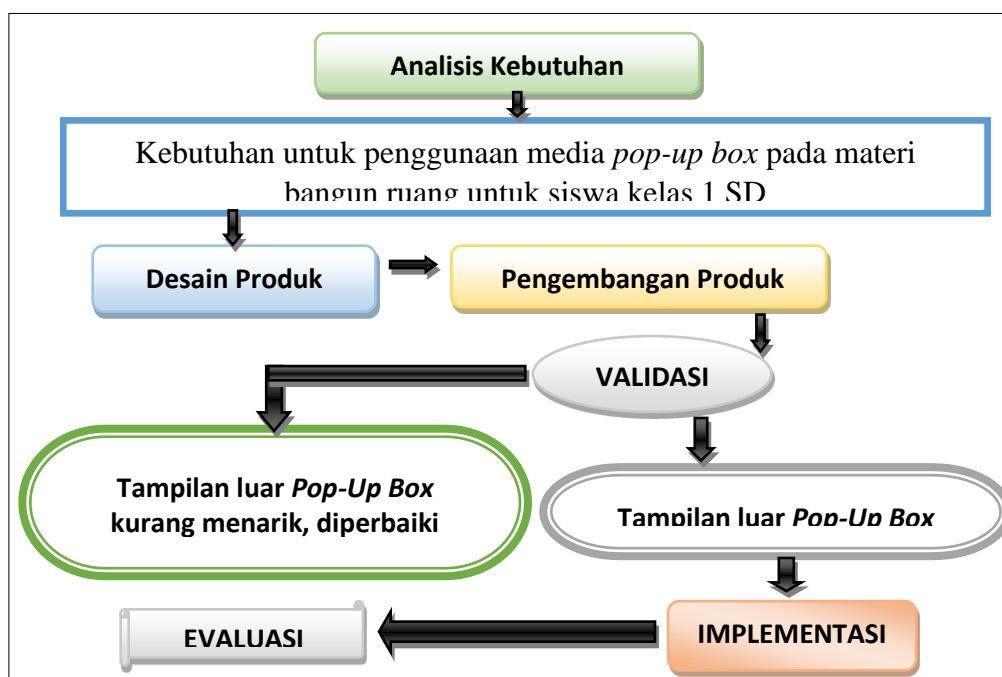 Analisis Kebutuhan
Kebutuhan untuk penggunaan media pop-up box pada materi
bangun ruang untuk siswa kelas 1 SD
Desain Produk
Pengembangan Produk
VALIDASI
Tampilan luar Pop-Up Box
kurang menarik, diperbaiki
Tampilan luar Pop-Up Box
IMPLEMENTASI
EVALUASI